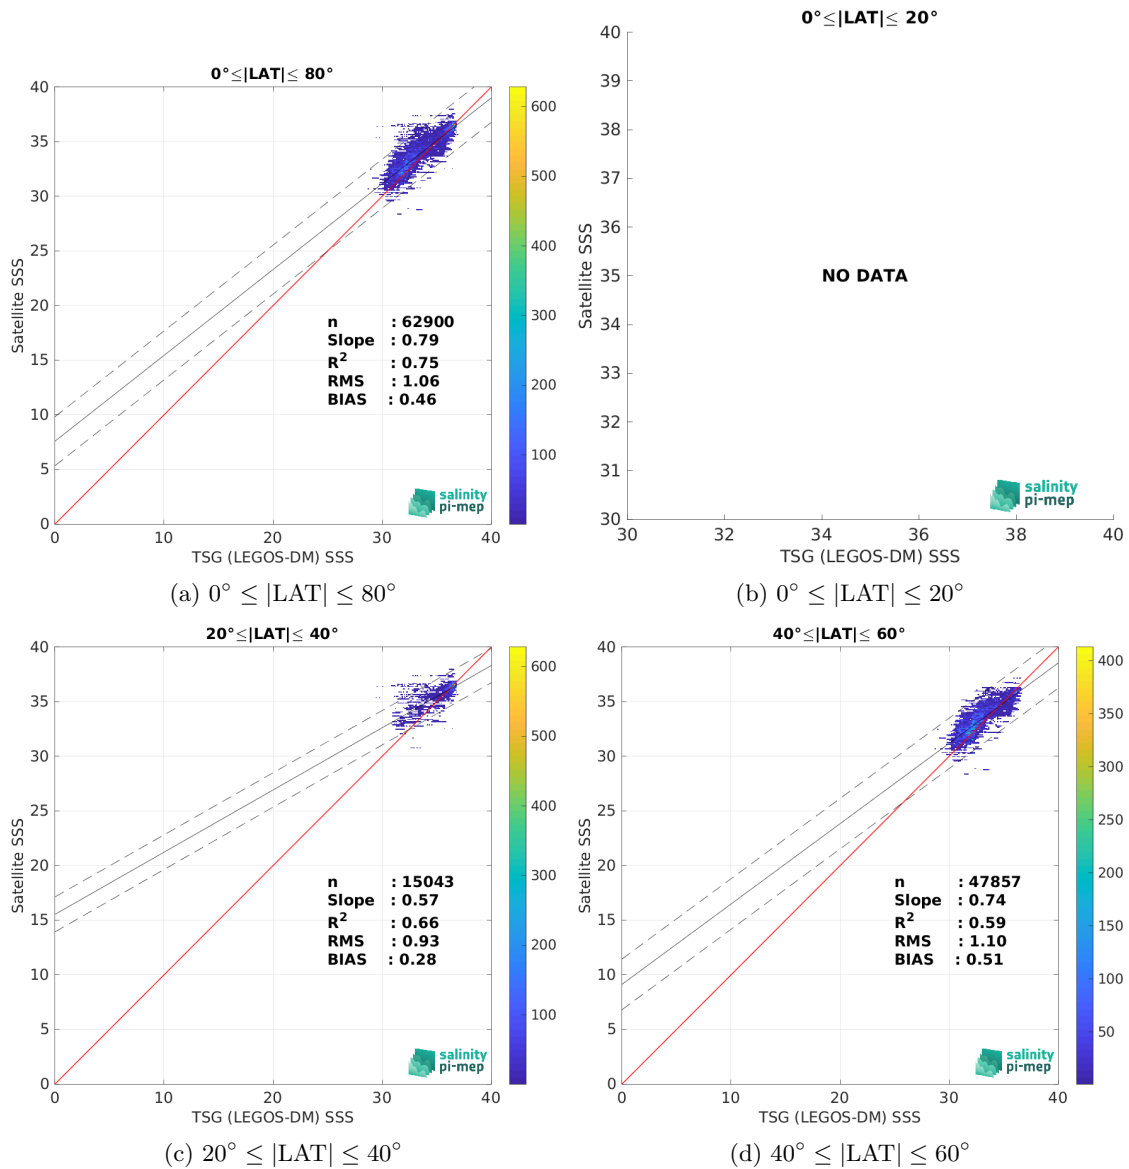 0°≤|LAT|≤ 80°
40
35
30
25
20
15
10
5
0
Satellite SSS
n : 62900
Slope : 0.79
R² : 0.75
RMS : 1.06
BIAS : 0.46
salinity
pi-mep
0 10 20 30 40
TSG (LEGOS-DM) SSS
600
500
400
300
200
100
(a) 0° ≤ |LAT| ≤ 80°
0°≤|LAT|≤ 20°
40
39
38
37
36
35
34
33
32
31
30
Satellite SSS
NO DATA
salinity
pi-mep
30 32 34 36 38 40
TSG (LEGOS-DM) SSS
(b) 0° ≤ |LAT| ≤ 20°
20°≤|LAT|≤ 40°
40
35
30
25
20
15
10
5
0
Satellite SSS
n : 15043
Slope : 0.57
R² : 0.66
RMS : 0.93
BIAS : 0.28
salinity
pi-mep
0 10 20 30 40
TSG (LEGOS-DM) SSS
600
500
400
300
200
100
(c) 20° ≤ |LAT| ≤ 40°
40°≤|LAT|≤ 60°
40
35
30
25
20
15
10
5
0
Satellite SSS
n : 47857
Slope : 0.74
R² : 0.59
RMS : 1.10
BIAS : 0.51
salinity
pi-mep
0 10 20 30 40
TSG (LEGOS-DM) SSS
400
350
300
250
200
150
100
50
(d) 40° ≤ |LAT| ≤ 60°